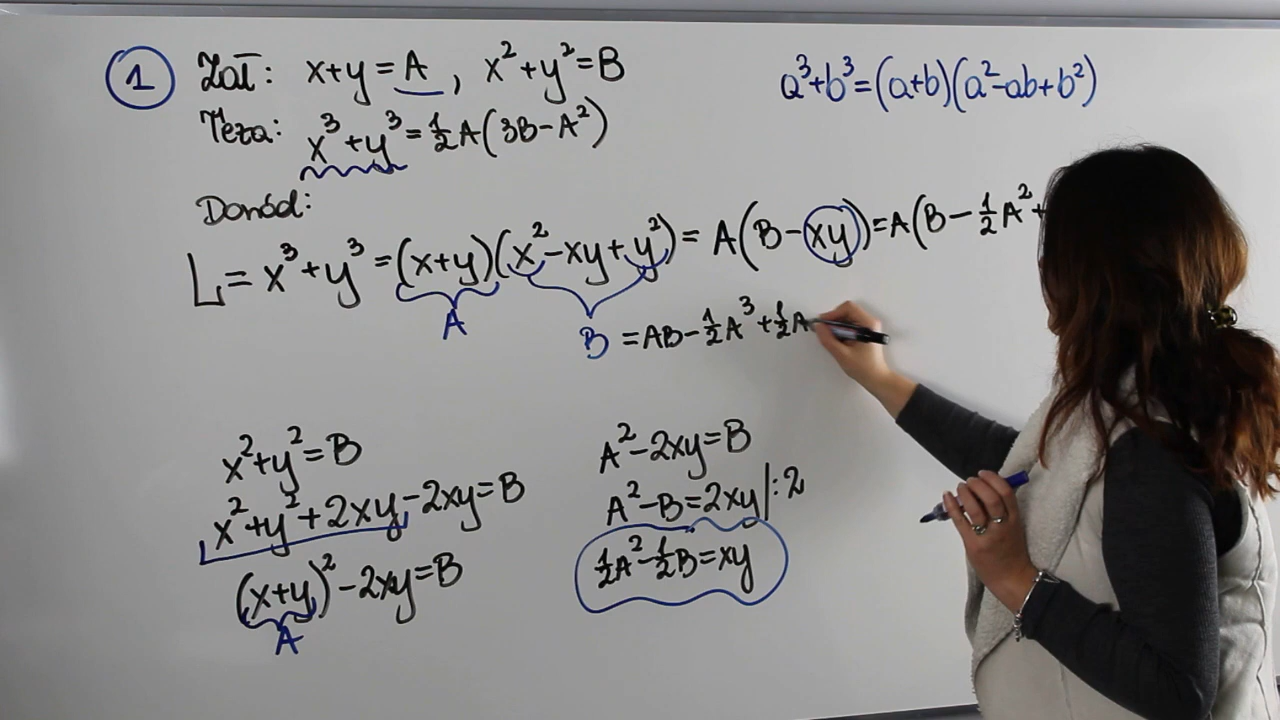 1 Zał: x+y=A, x²+y²=B
a³+b³=(a+b)(a²-ab+b²)
Teza: x³+y³=½A(3B-A²)
Dowód:
L=x³+y³=(x+y)(x²-xy+y²)=A(B-xy)=A(B-½A²+
A
B =AB-½A³+½A
x²+y²=B
x²+y²+2xy-2xy=B
(x+y)²-2xy=B
A
A²-2xy=B
A²-B=2xy|:2
½A²-½B=xy